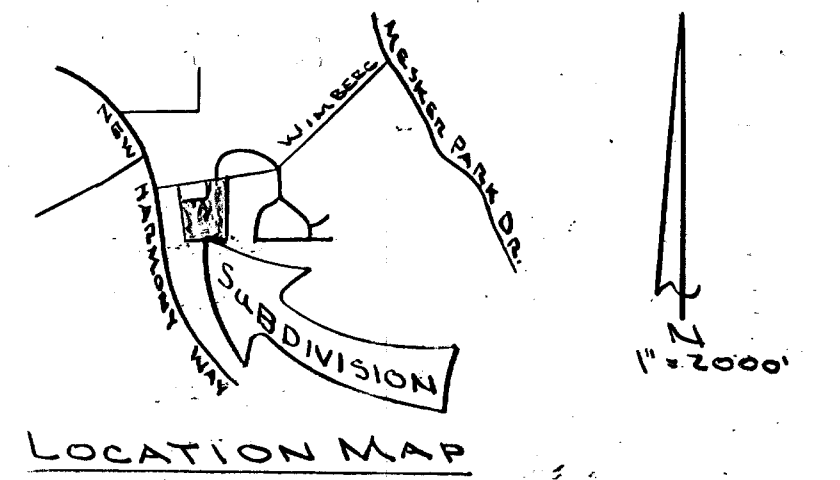 MESKER PARK DR.
WIMBERG
NEW HARMONY WAY
SUBDIVISION
N
1" = 2000'
LOCATION MAP